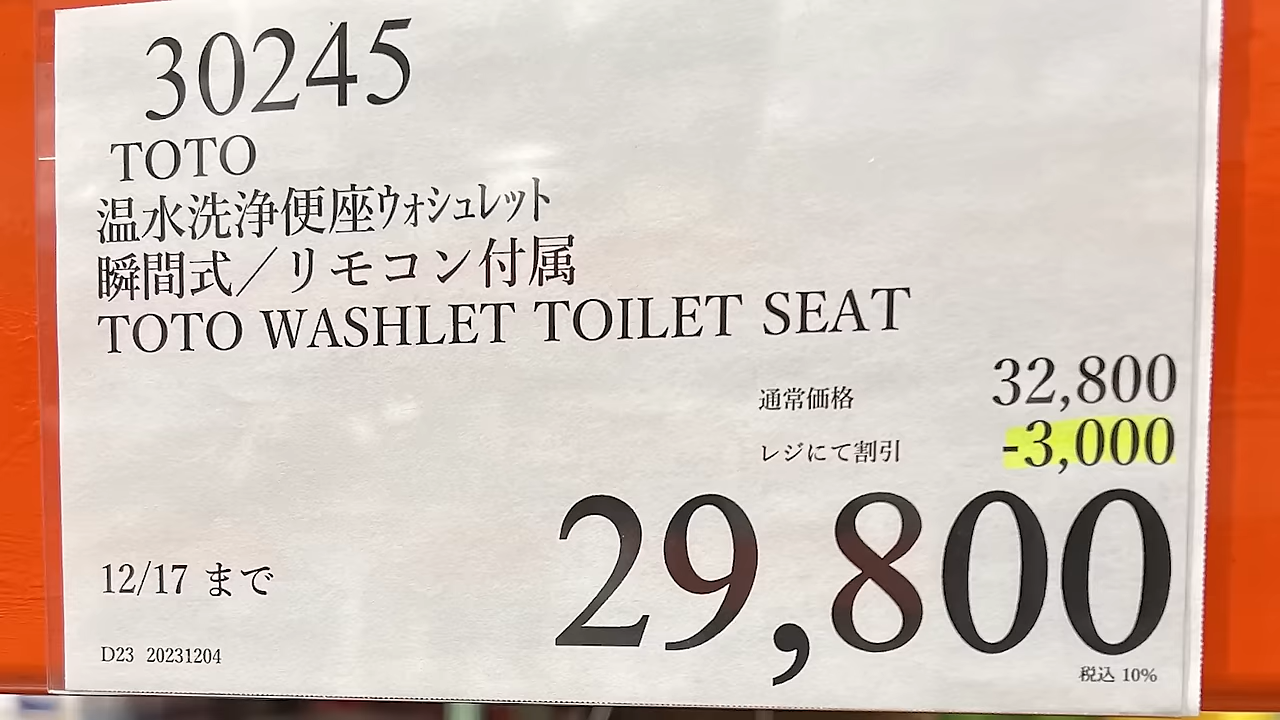 30245
TOTO
温水洗浄便座ｳｫｼｭﾚｯﾄ
瞬間式／リモコン付属
TOTO WASHLET TOILET SEAT
通常価格 32,800
レジにて割引 -3,000
29,800
12/17 まで
税込 10%
D23 20231204